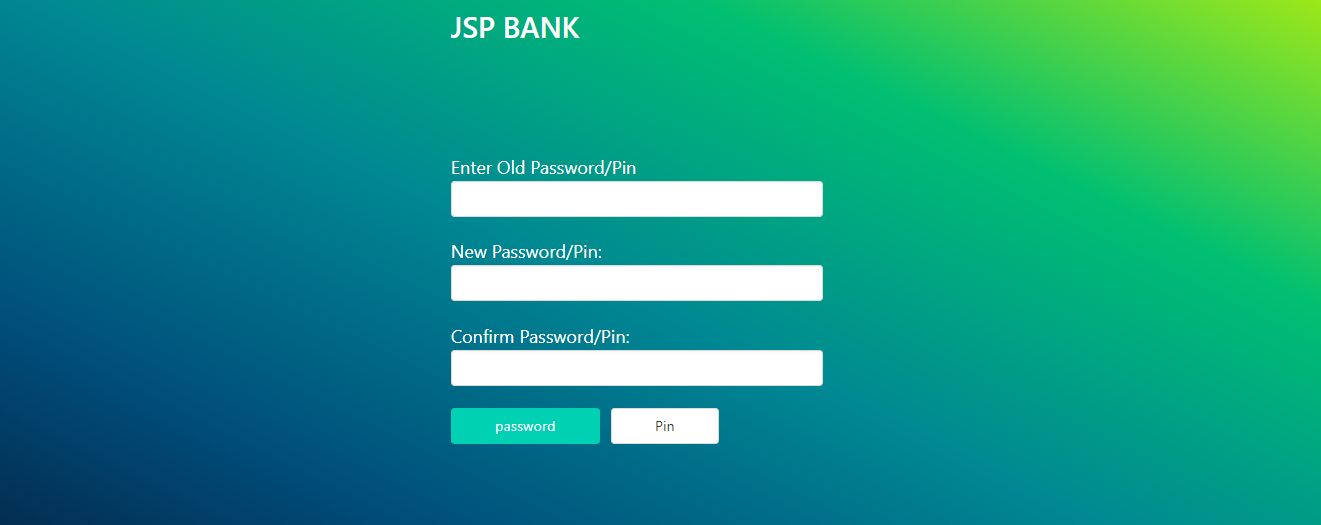 JSP BANK
Enter Old Password/Pin
New Password/Pin:
Confirm Password/Pin:
password
Pin